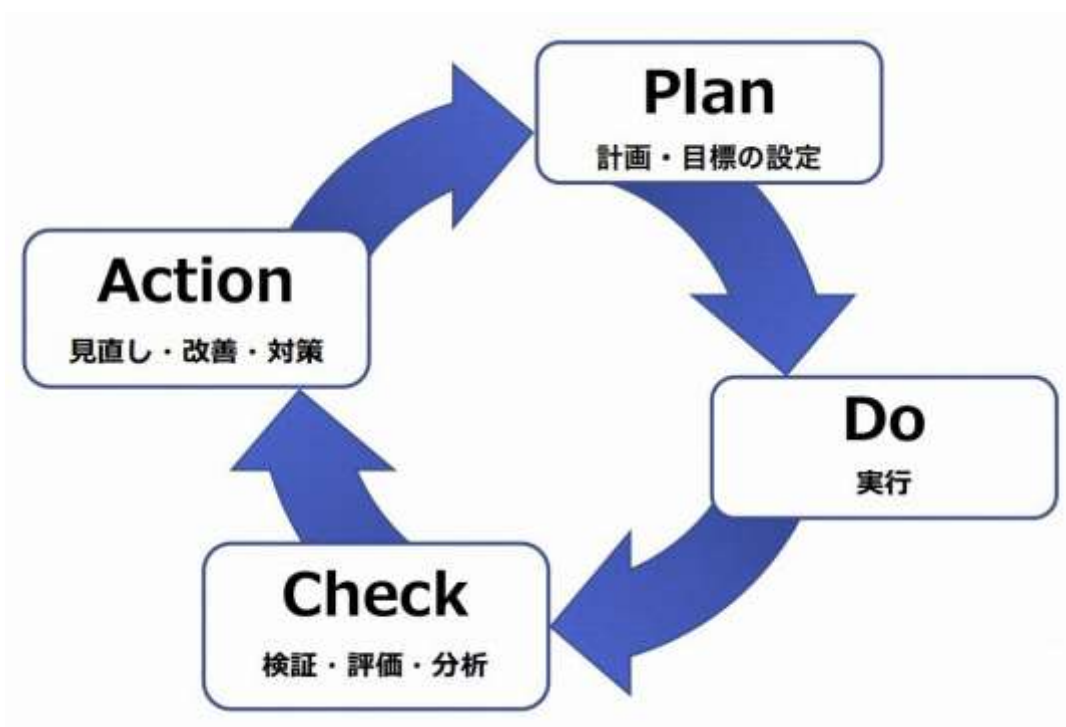 Plan
計画・目標の設定
Do
実行
Check
検証・評価・分析
Action
見直し・改善・対策